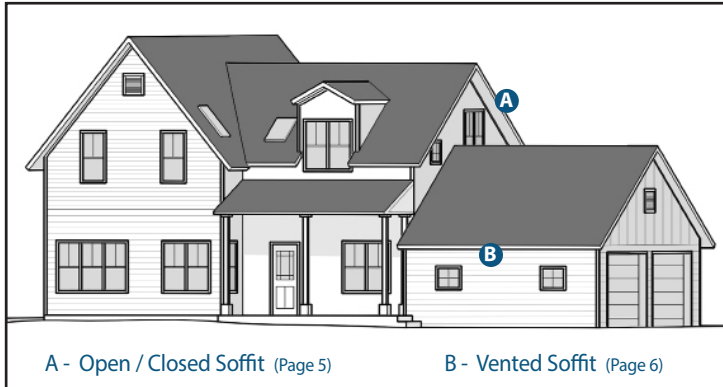 A
B
A - Open / Closed Soffit (Page 5)
B - Vented Soffit (Page 6)